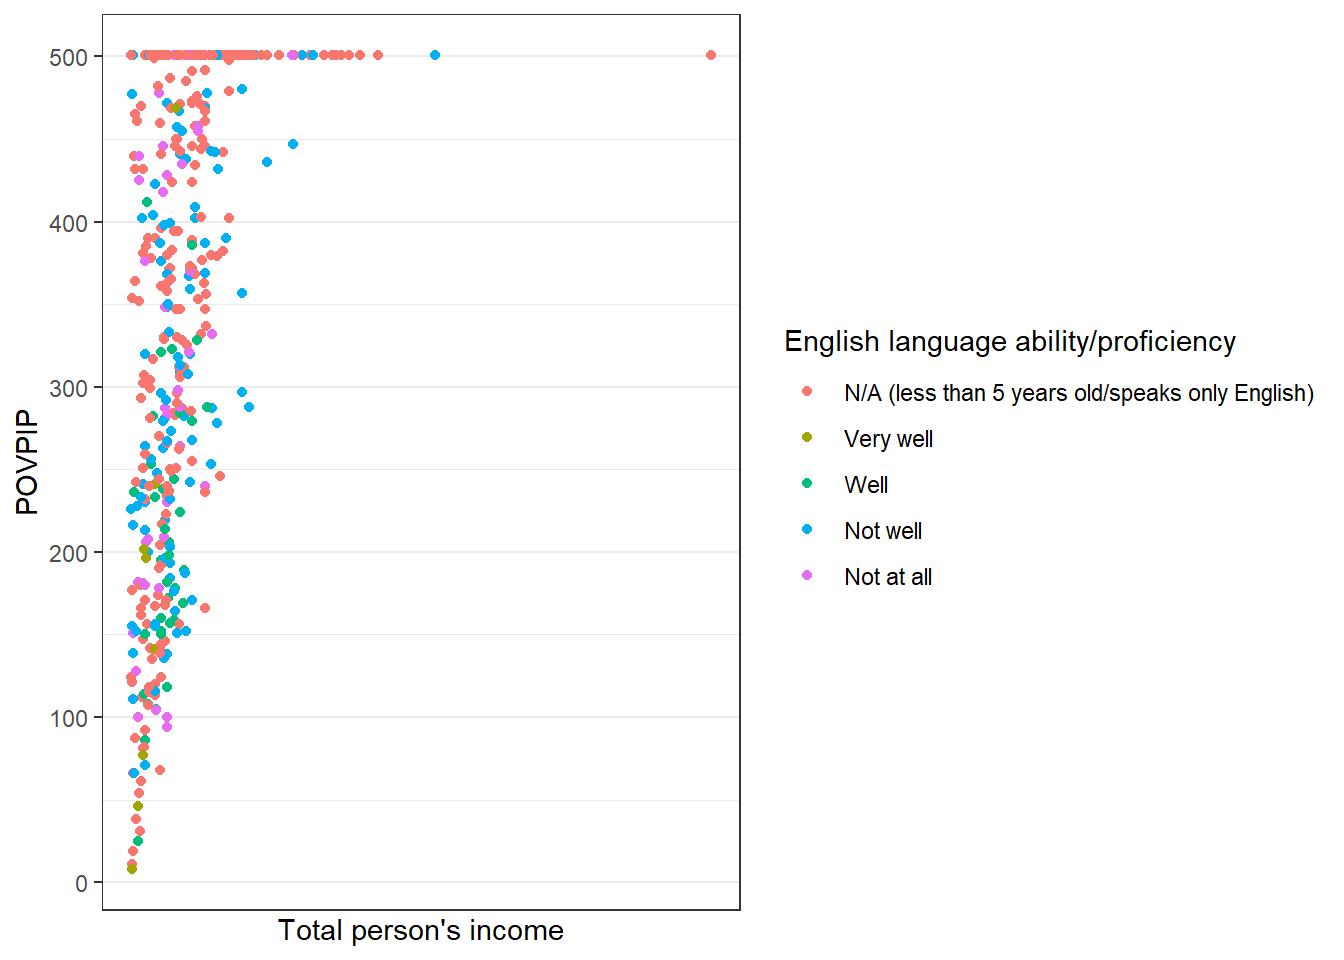 500
400
300
200
100
0
POVPIP
Total person's income
English language ability/proficiency
N/A (less than 5 years old/speaks only English)
Very well
Well
Not well
Not at all